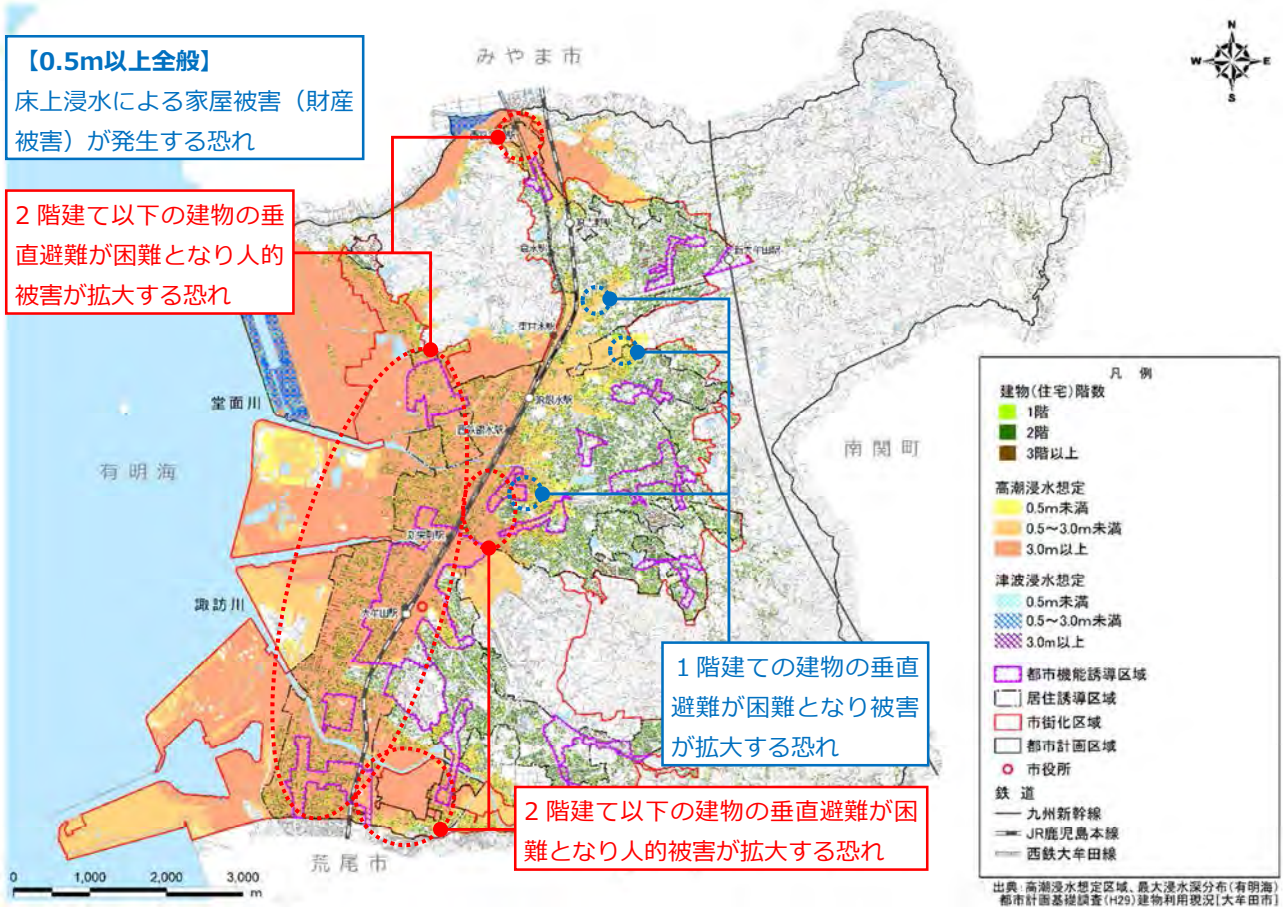 【0.5m以上全般】
床上浸水による家屋被害（財産
被害）が発生する恐れ
2階建て以下の建物の垂
直避難が困難となり人的
被害が拡大する恐れ
みやま市
N
W
E
S
新大牟田駅
堂面川
有明海
南関町
諏訪川
大牟田駅
1階建ての建物の垂直
避難が困難となり被害
が拡大する恐れ
2階建て以下の建物の垂直避難が困
難となり人的被害が拡大する恐れ
荒尾市
0 1,000 2,000 3,000
m
凡例
建物(住宅)階数
1階
2階
3階以上
高潮浸水想定
0.5m未満
0.5～3.0m未満
3.0m以上
津波浸水想定
0.5m未満
0.5～3.0m未満
3.0m以上
都市機能誘導区域
居住誘導区域
市街化区域
都市計画区域
市役所
鉄道
九州新幹線
JR鹿児島本線
西鉄大牟田線
出典:高潮浸水想定区域、最大浸水深分布(有明海)
都市計画基礎調査(H29)建物利用現況[大牟田市]